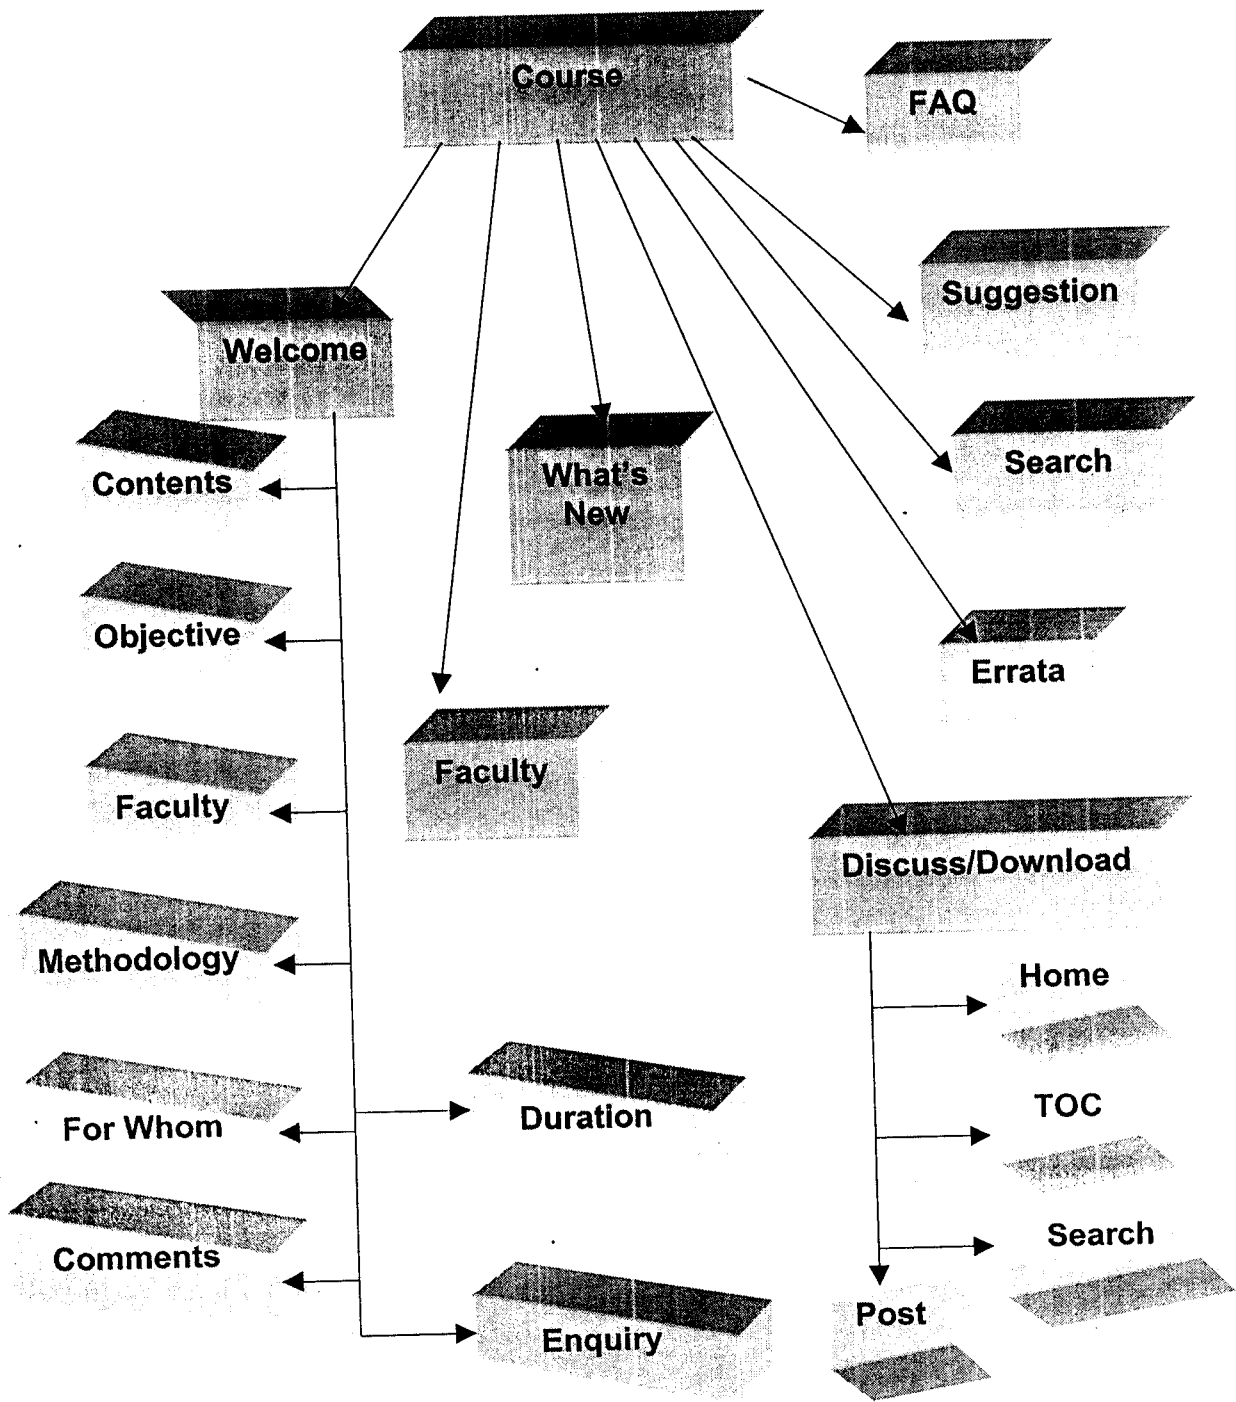 Course
FAQ
Suggestion
Welcome
Search
Contents
What's
New
Objective
Errata
Faculty
Faculty
Discuss/Download
Methodology
Home
For Whom
Duration
TOC
Comments
Search
Enquiry
Post